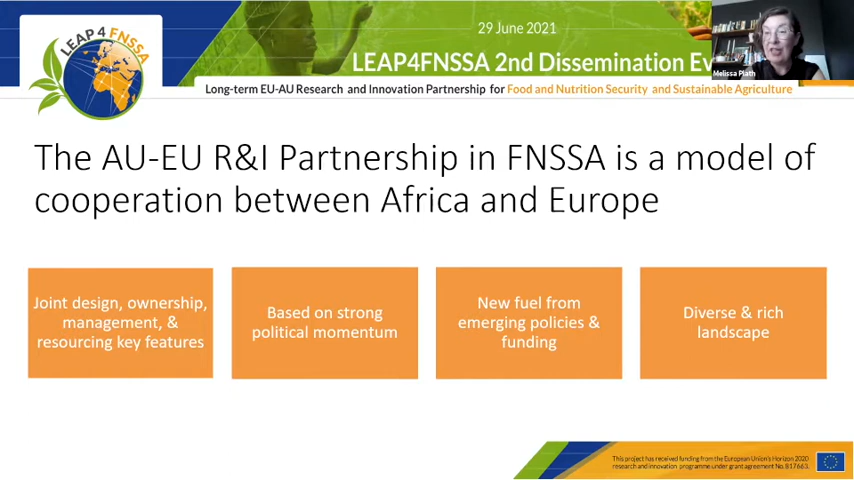 29 June 2021
LEAP4FNSSA 2nd Dissemination Ev
Long-term EU-AU Research and Innovation Partnership for Food and Nutrition Security and Sustainable Agriculture
LEAP 4 FNSSA
Melissa Plath
The AU-EU R&I Partnership in FNSSA is a model of
cooperation between Africa and Europe
Joint design, ownership,
management, &
resourcing key features
Based on strong
political momentum
New fuel from
emerging policies &
funding
Diverse & rich
landscape
This project has received funding from the European Union's Horizon 2020
research and innovation programme under grant agreement No. 817663.